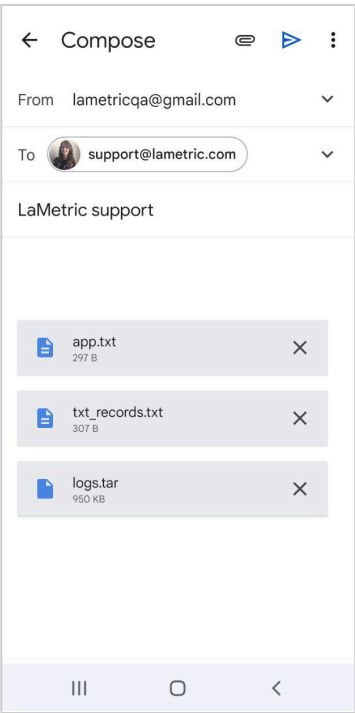 Compose
From lametricqa@gmail.com
To support@lametric.com
LaMetric support
app.txt
297 B
txt_records.txt
307 B
logs.tar
950 KB